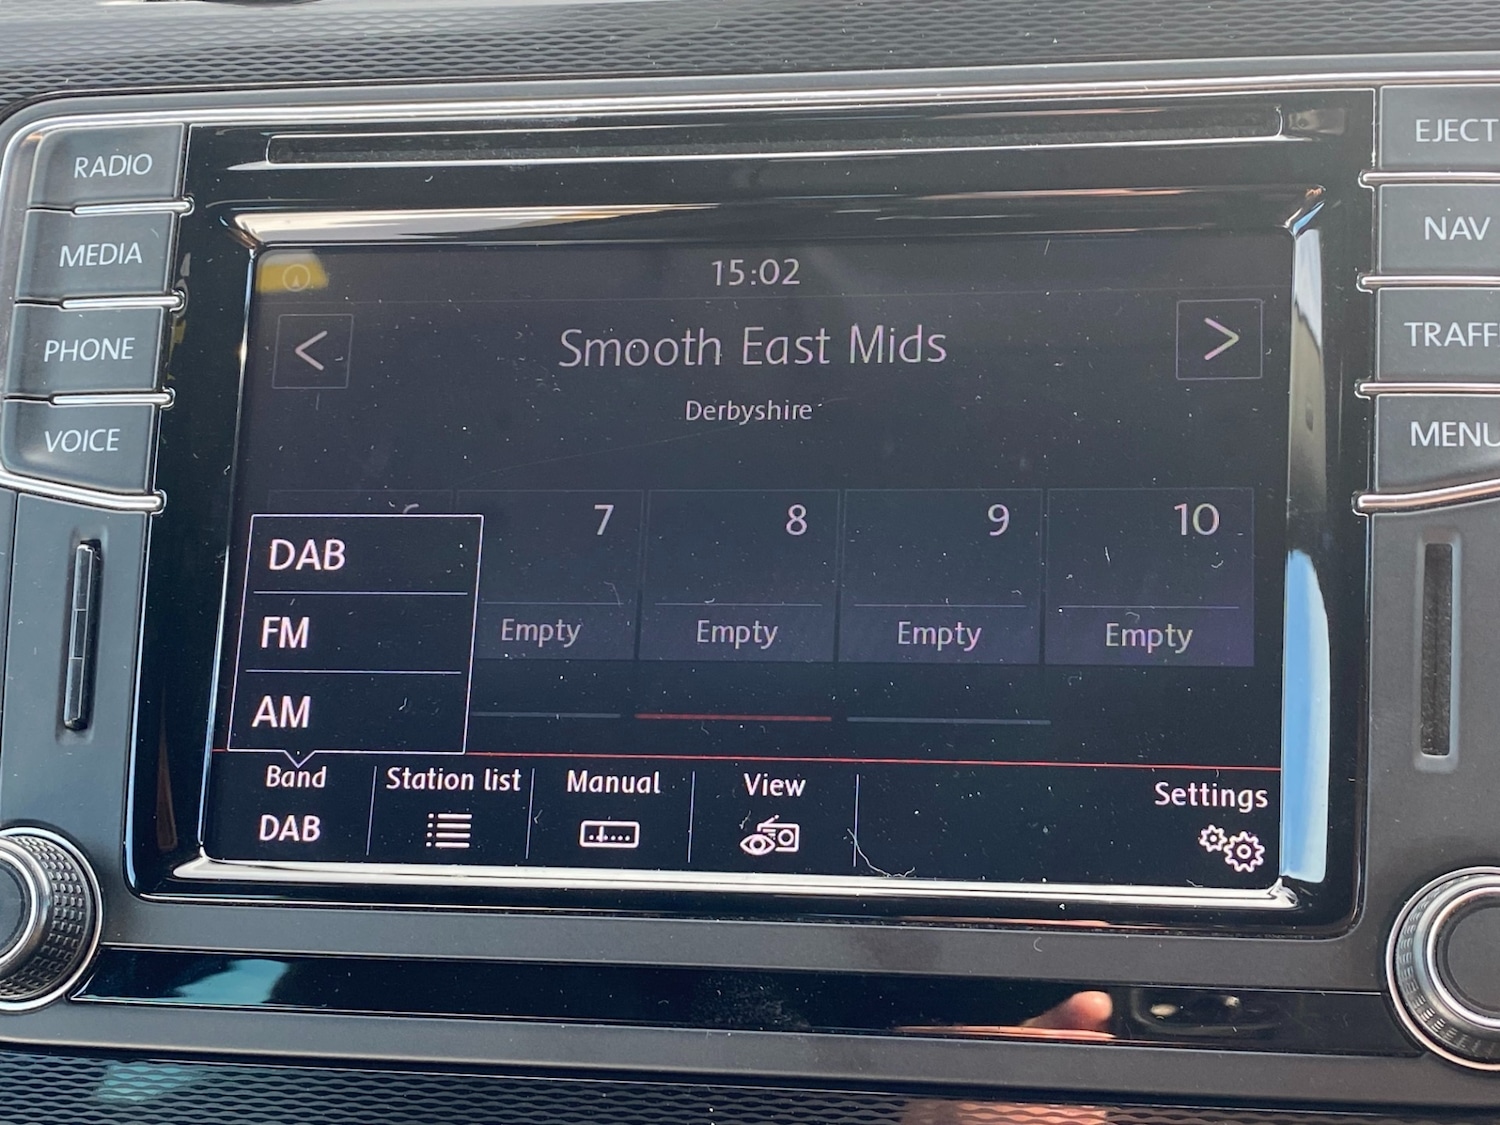 RADIO
MEDIA
PHONE
VOICE
EJECT
NAV
MENU
15:02
<
Smooth East Mids
>
Derbyshire
7
8
9
10
Empty
Empty
Empty
Empty
DAB
FM
AM
Band
DAB
Station list
Manual
View
Settings